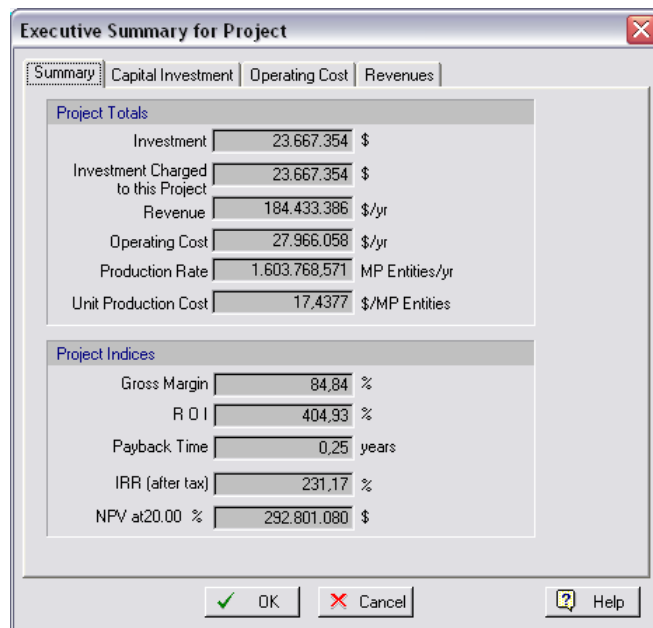 Executive Summary for Project
Summary Capital Investment Operating Cost Revenues
Project Totals
Investment 23.667.354 $
Investment Charged
to this Project 23.667.354 $
Revenue 184.433.386 $/yr
Operating Cost 27.966.058 $/yr
Production Rate 1.603.768,571 MP Entities/yr
Unit Production Cost 17,4377 $/MP Entities
Project Indices
Gross Margin 84,84 %
R O I 404,93 %
Payback Time 0,25 years
IRR (after tax) 231,17 %
NPV at20.00 % 292.801.080 $
OK Cancel Help